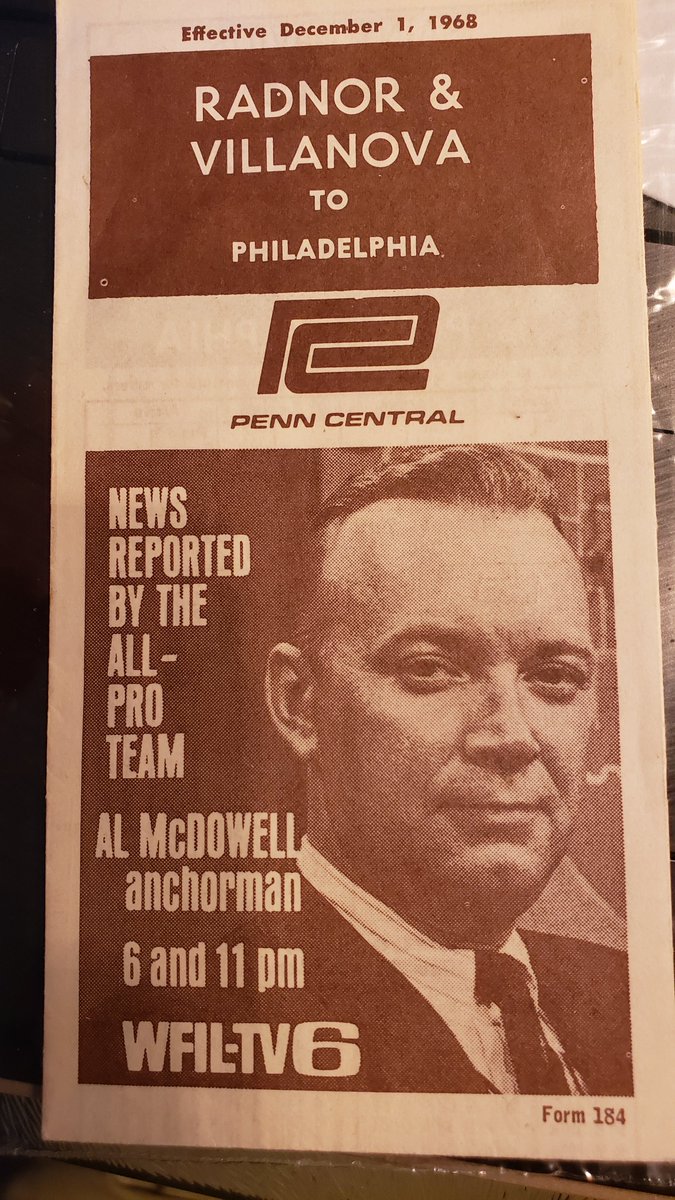 Effective December 1, 1968
RADNOR &
VILLANOVA
TO
PHILADELPHIA
PENN CENTRAL
NEWS
REPORTED
BY THE
ALL-
PRO
TEAM
AL McDOWELL
anchorman
6 and 11 pm
WFIL-TV6
Form 184